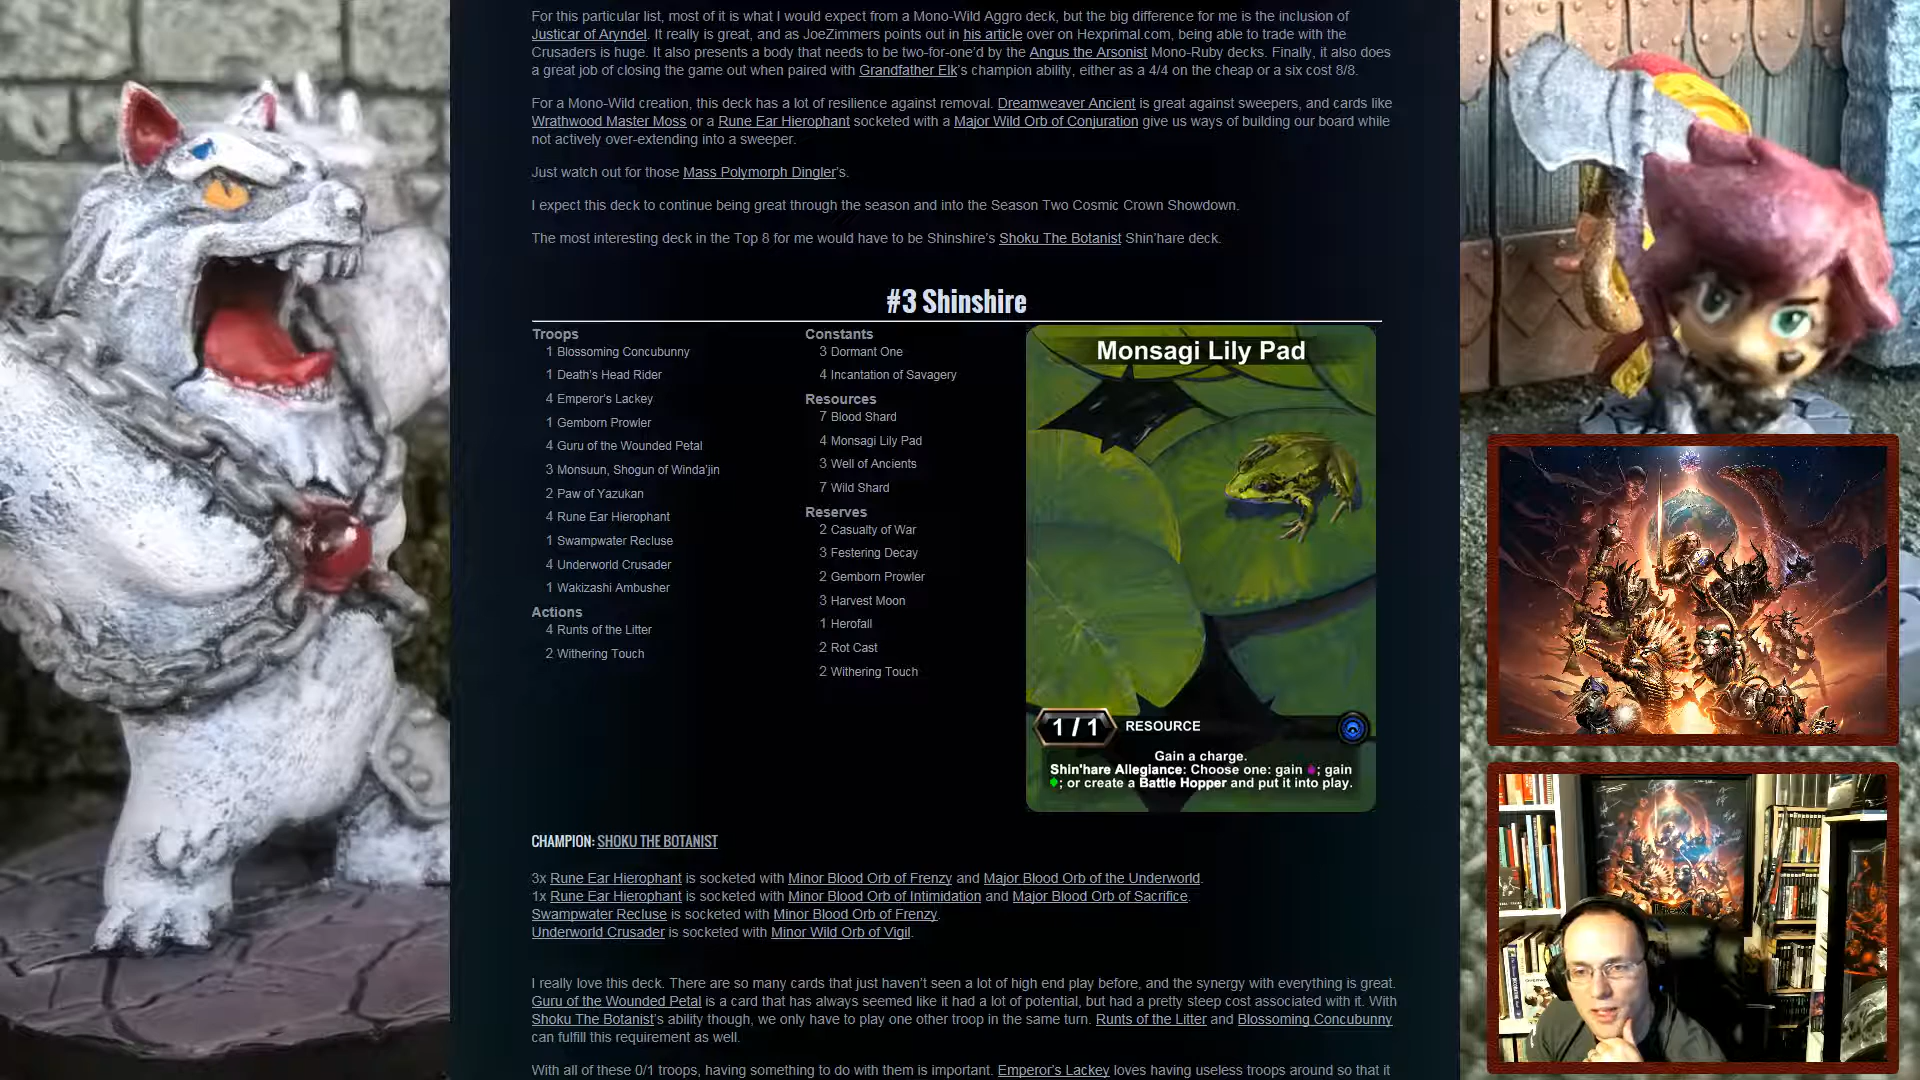 For this particular list, most of it is what I would expect from a Mono-Wild Aggro deck, but the big difference for me is the inclusion of
Justicar of Aryndel. It really is great, and as JoeZimmers points out in his article over on Hexprimal.com, being able to trade with the
Crusaders is huge. It also presents a body that needs to be two-for-one'd by the Angus the Arsonist Mono-Ruby decks. Finally, it also does
a great job of closing the game out when paired with Grandfather Elk's champion ability, either as a 4/4 on the cheap or a six cost 8/8.
For a Mono-Wild creation, this deck has a lot of resilience against removal. Dreamweaver Ancient is great against sweepers, and cards like
Wrathwood Master Moss or a Rune Ear Hierophant socketed with a Major Wild Orb of Conjuration give us ways of building our board while
not actively over-extending into a sweeper.
Just watch out for those Mass Polymorph Dingler's.
I expect this deck to continue being great through the season and into the Season Two Cosmic Crown Showdown.
The most interesting deck in the Top 8 for me would have to be Shinshire's Shoku The Botanist Shin'hare deck.
#3 Shinshire
Troops
1 Blossoming Concubunny
1 Death's Head Rider
4 Emperor's Lackey
1 Gemborn Prowler
4 Guru of the Wounded Petal
3 Monsuun, Shogun of Winda'jin
2 Paw of Yazukan
4 Rune Ear Hierophant
1 Swampwater Recluse
4 Underworld Crusader
1 Wakizashi Ambusher
Actions
4 Runts of the Litter
2 Withering Touch
Constants
3 Dormant One
4 Incantation of Savagery
Resources
7 Blood Shard
4 Monsagi Lily Pad
3 Well of Ancients
7 Wild Shard
Reserves
2 Casualty of War
3 Festering Decay
2 Gemborn Prowler
3 Harvest Moon
1 Herofall
2 Rot Cast
2 Withering Touch
Monsagi Lily Pad
1 / 1 RESOURCE
Gain a charge.
Shin'hare Allegiance: Choose one: gain ; gain
; or create a Battle Hopper and put it into play.
CHAMPION: SHOKU THE BOTANIST
3x Rune Ear Hierophant is socketed with Minor Blood Orb of Frenzy and Major Blood Orb of the Underworld.
1x Rune Ear Hierophant is socketed with Minor Blood Orb of Intimidation and Major Blood Orb of Sacrifice.
Swampwater Recluse is socketed with Minor Blood Orb of Frenzy.
Underworld Crusader is socketed with Minor Wild Orb of Vigil.
I really love this deck. There are so many cards that just haven't seen a lot of high end play before, and the synergy with everything is great.
Guru of the Wounded Petal is a card that has always seemed like it had a lot of potential, but had a pretty steep cost associated with it. With
Shoku The Botanist's ability though, we only have to play one other troop in the same turn. Runts of the Litter and Blossoming Concubunny
can fulfill this requirement as well.
With all of these 0/1 troops, having something to do with them is important. Emperor's Lackey loves having useless troops around so that it